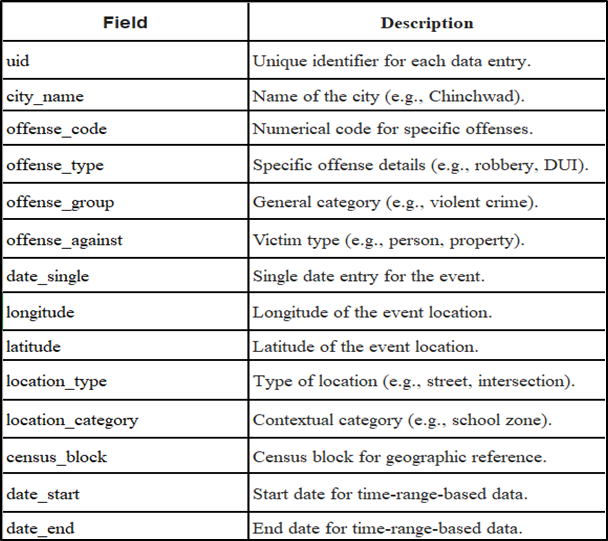 Field Description
uid Unique identifier for each data entry.
city_name Name of the city (e.g., Chinchwad).
offense_code Numerical code for specific offenses.
offense_type Specific offense details (e.g., robbery, DUI).
offense_group General category (e.g., violent crime).
offense_against Victim type (e.g., person, property).
date_single Single date entry for the event.
longitude Longitude of the event location.
latitude Latitude of the event location.
location_type Type of location (e.g., street, intersection).
location_category Contextual category (e.g., school zone).
census_block Census block for geographic reference.
date_start Start date for time-range-based data.
date_end End date for time-range-based data.